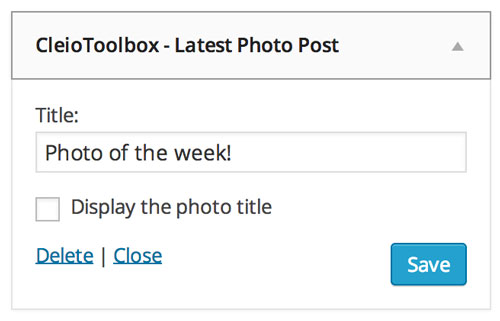 CleioToolbox - Latest Photo Post
Title:
Photo of the week!
Display the photo title
Delete | Close
Save